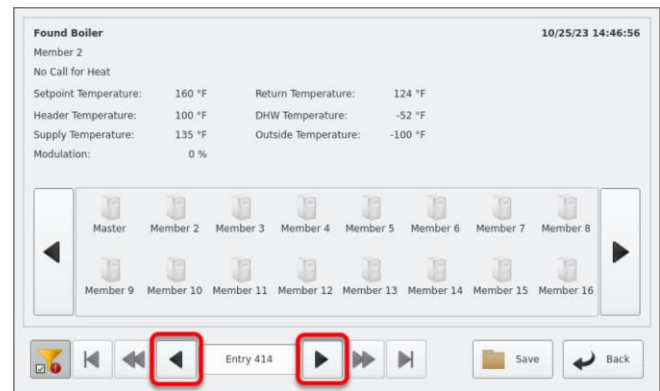 Found Boiler 10/25/23 14:46:56
Member 2
No Call for Heat
Setpoint Temperature: 160 °F Return Temperature: 124 °F
Header Temperature: 100 °F DHW Temperature: -52 °F
Supply Temperature: 135 °F Outside Temperature: -100 °F
Modulation: 0 %
Master Member 2 Member 3 Member 4 Member 5 Member 6 Member 7 Member 8
Member 9 Member 10 Member 11 Member 12 Member 13 Member 14 Member 15 Member 16
Entry 414 Save Back